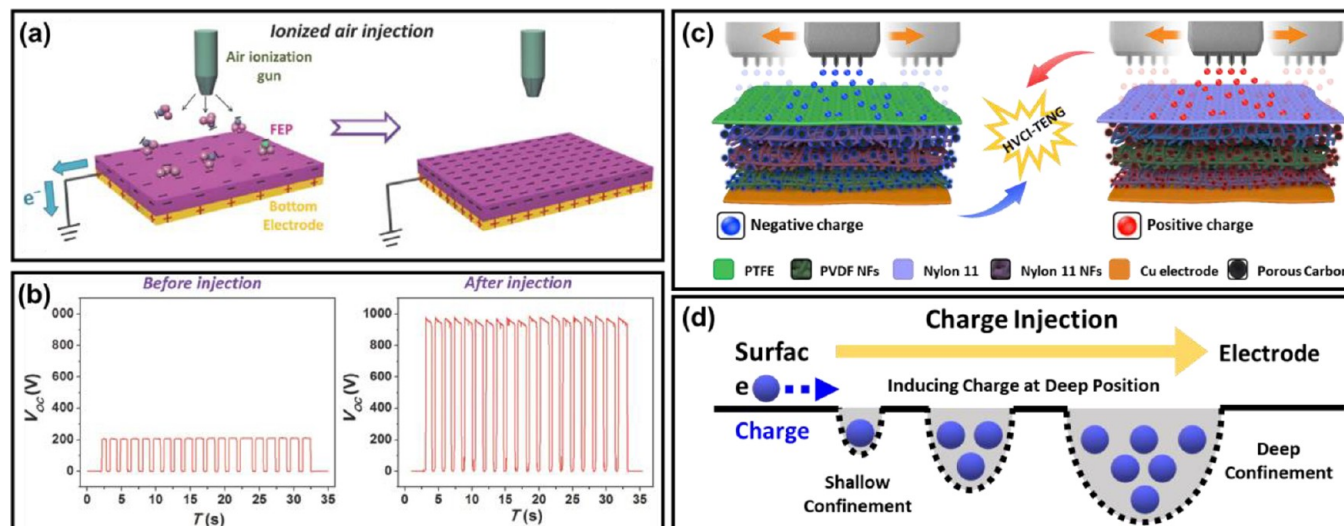 (a)
Ionized air injection
Air ionization
gun
FEP
e⁻
Bottom
Electrode
(b)
Before injection
After injection
V_OC (V)
000
800
600
400
200
0
0 5 10 15 20 25 30 35
T (s)
V_OC (V)
000
800
600
400
200
0
0 5 10 15 20 25 30 35
T (s)
(c)
HVCI-TENG
Negative charge
Positive charge
PTFE
PVDF NFs
Nylon 11
Nylon 11 NFs
Cu electrode
Porous Carbon
(d)
Charge Injection
Surfac
Electrode
e
Inducing Charge at Deep Position
Charge
Shallow
Confinement
Deep
Confinement